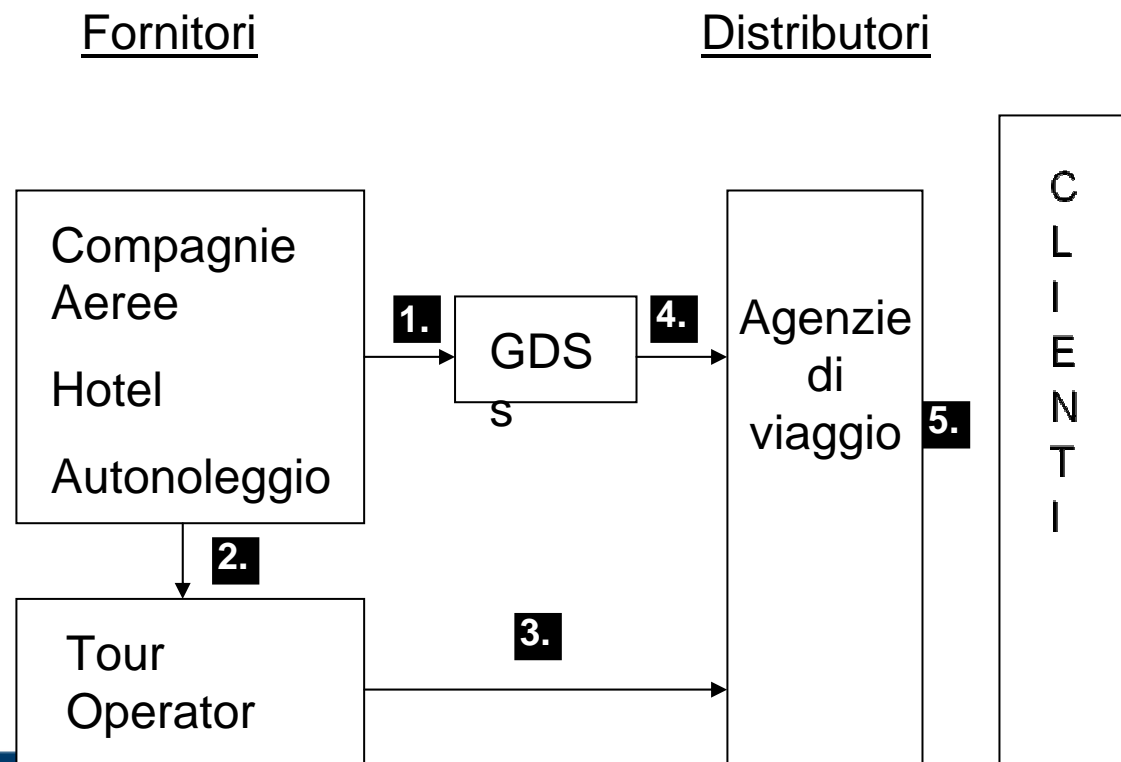 Fornitori
Distributori
Compagnie
Aeree
Hotel
Autonoleggio
1.
GDS
s
4.
Agenzie
di
viaggio
5.
C
L
I
E
N
T
I
2.
Tour
Operator
3.